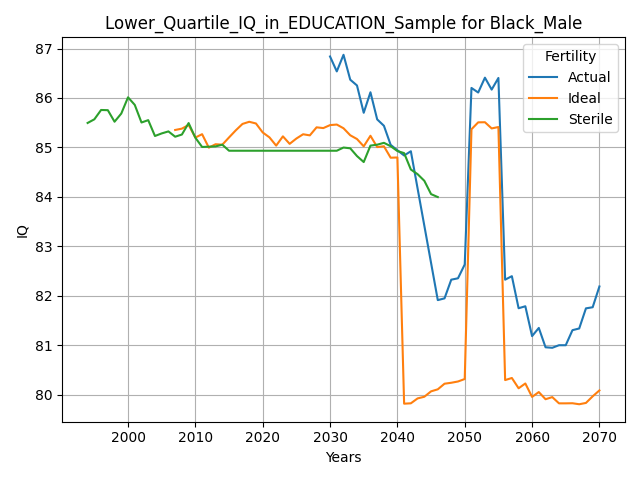 Lower_Quartile_IQ_in_EDUCATION_Sample for Black_Male
87
86
85
84
83
82
81
80
IQ
Fertility
Actual
Ideal
Sterile
2000 2010 2020 2030 2040 2050 2060 2070
Years